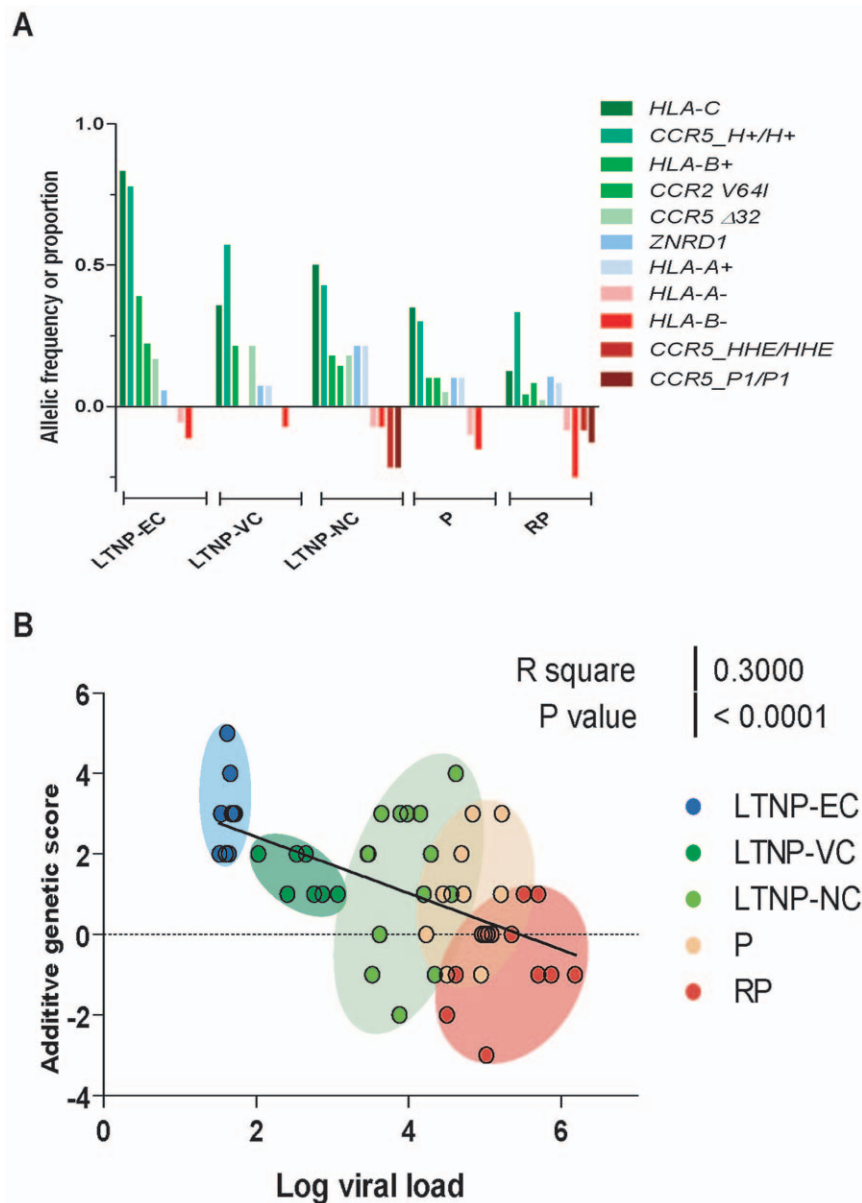 A
HLA-C
CCR5_H+/H+
HLA-B+
CCR2 V64I
CCR5 Δ32
ZNRD1
HLA-A+
HLA-A-
HLA-B-
CCR5_HHE/HHE
CCR5_P1/P1
Allelic frequency or proportion
1.0
0.5
0.0
LTNP-EC
LTNP-VC
LTNP-NC
P
RP
B
R square 0.3000
P value < 0.0001
LTNP-EC
LTNP-VC
LTNP-NC
P
RP
Addititve genetic score
6
4
2
0
-2
-4
0 2 4 6
Log viral load